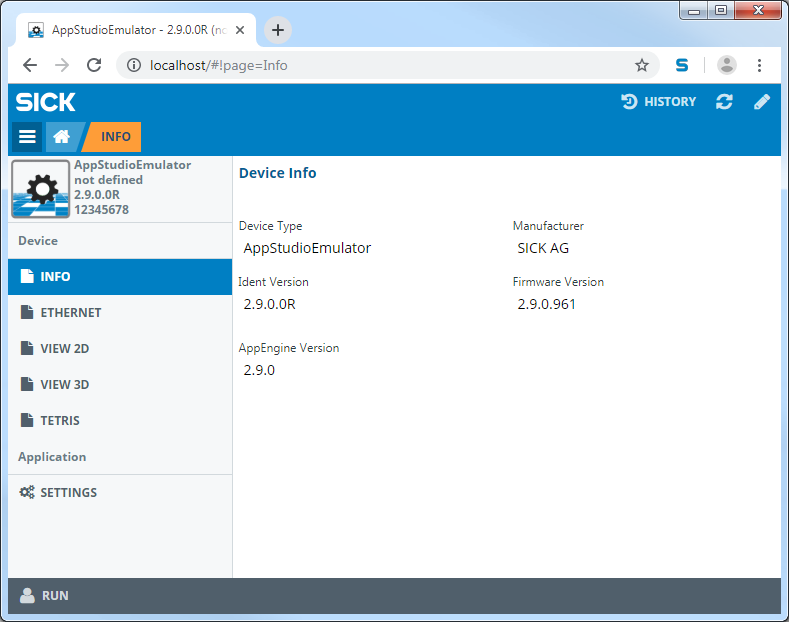 AppStudioEmulator - 2.9.0.0R (no
localhost/#!page=Info
S
SICK
HISTORY
INFO
AppStudioEmulator
not defined
2.9.0.0R
12345678
Device
INFO
ETHERNET
VIEW 2D
VIEW 3D
TETRIS
Application
SETTINGS
Device Info
Device Type
Manufacturer
AppStudioEmulator
SICK AG
Ident Version
Firmware Version
2.9.0.0R
2.9.0.961
AppEngine Version
2.9.0
RUN